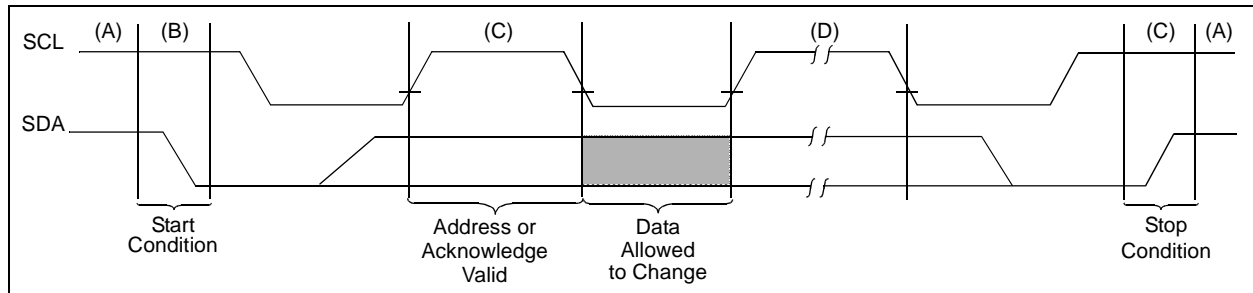 (A) (B) (C) (D) (C) (A)
SCL
SDA
Start
Condition
Address or
Acknowledge
Valid
Data
Allowed
to Change
Stop
Condition